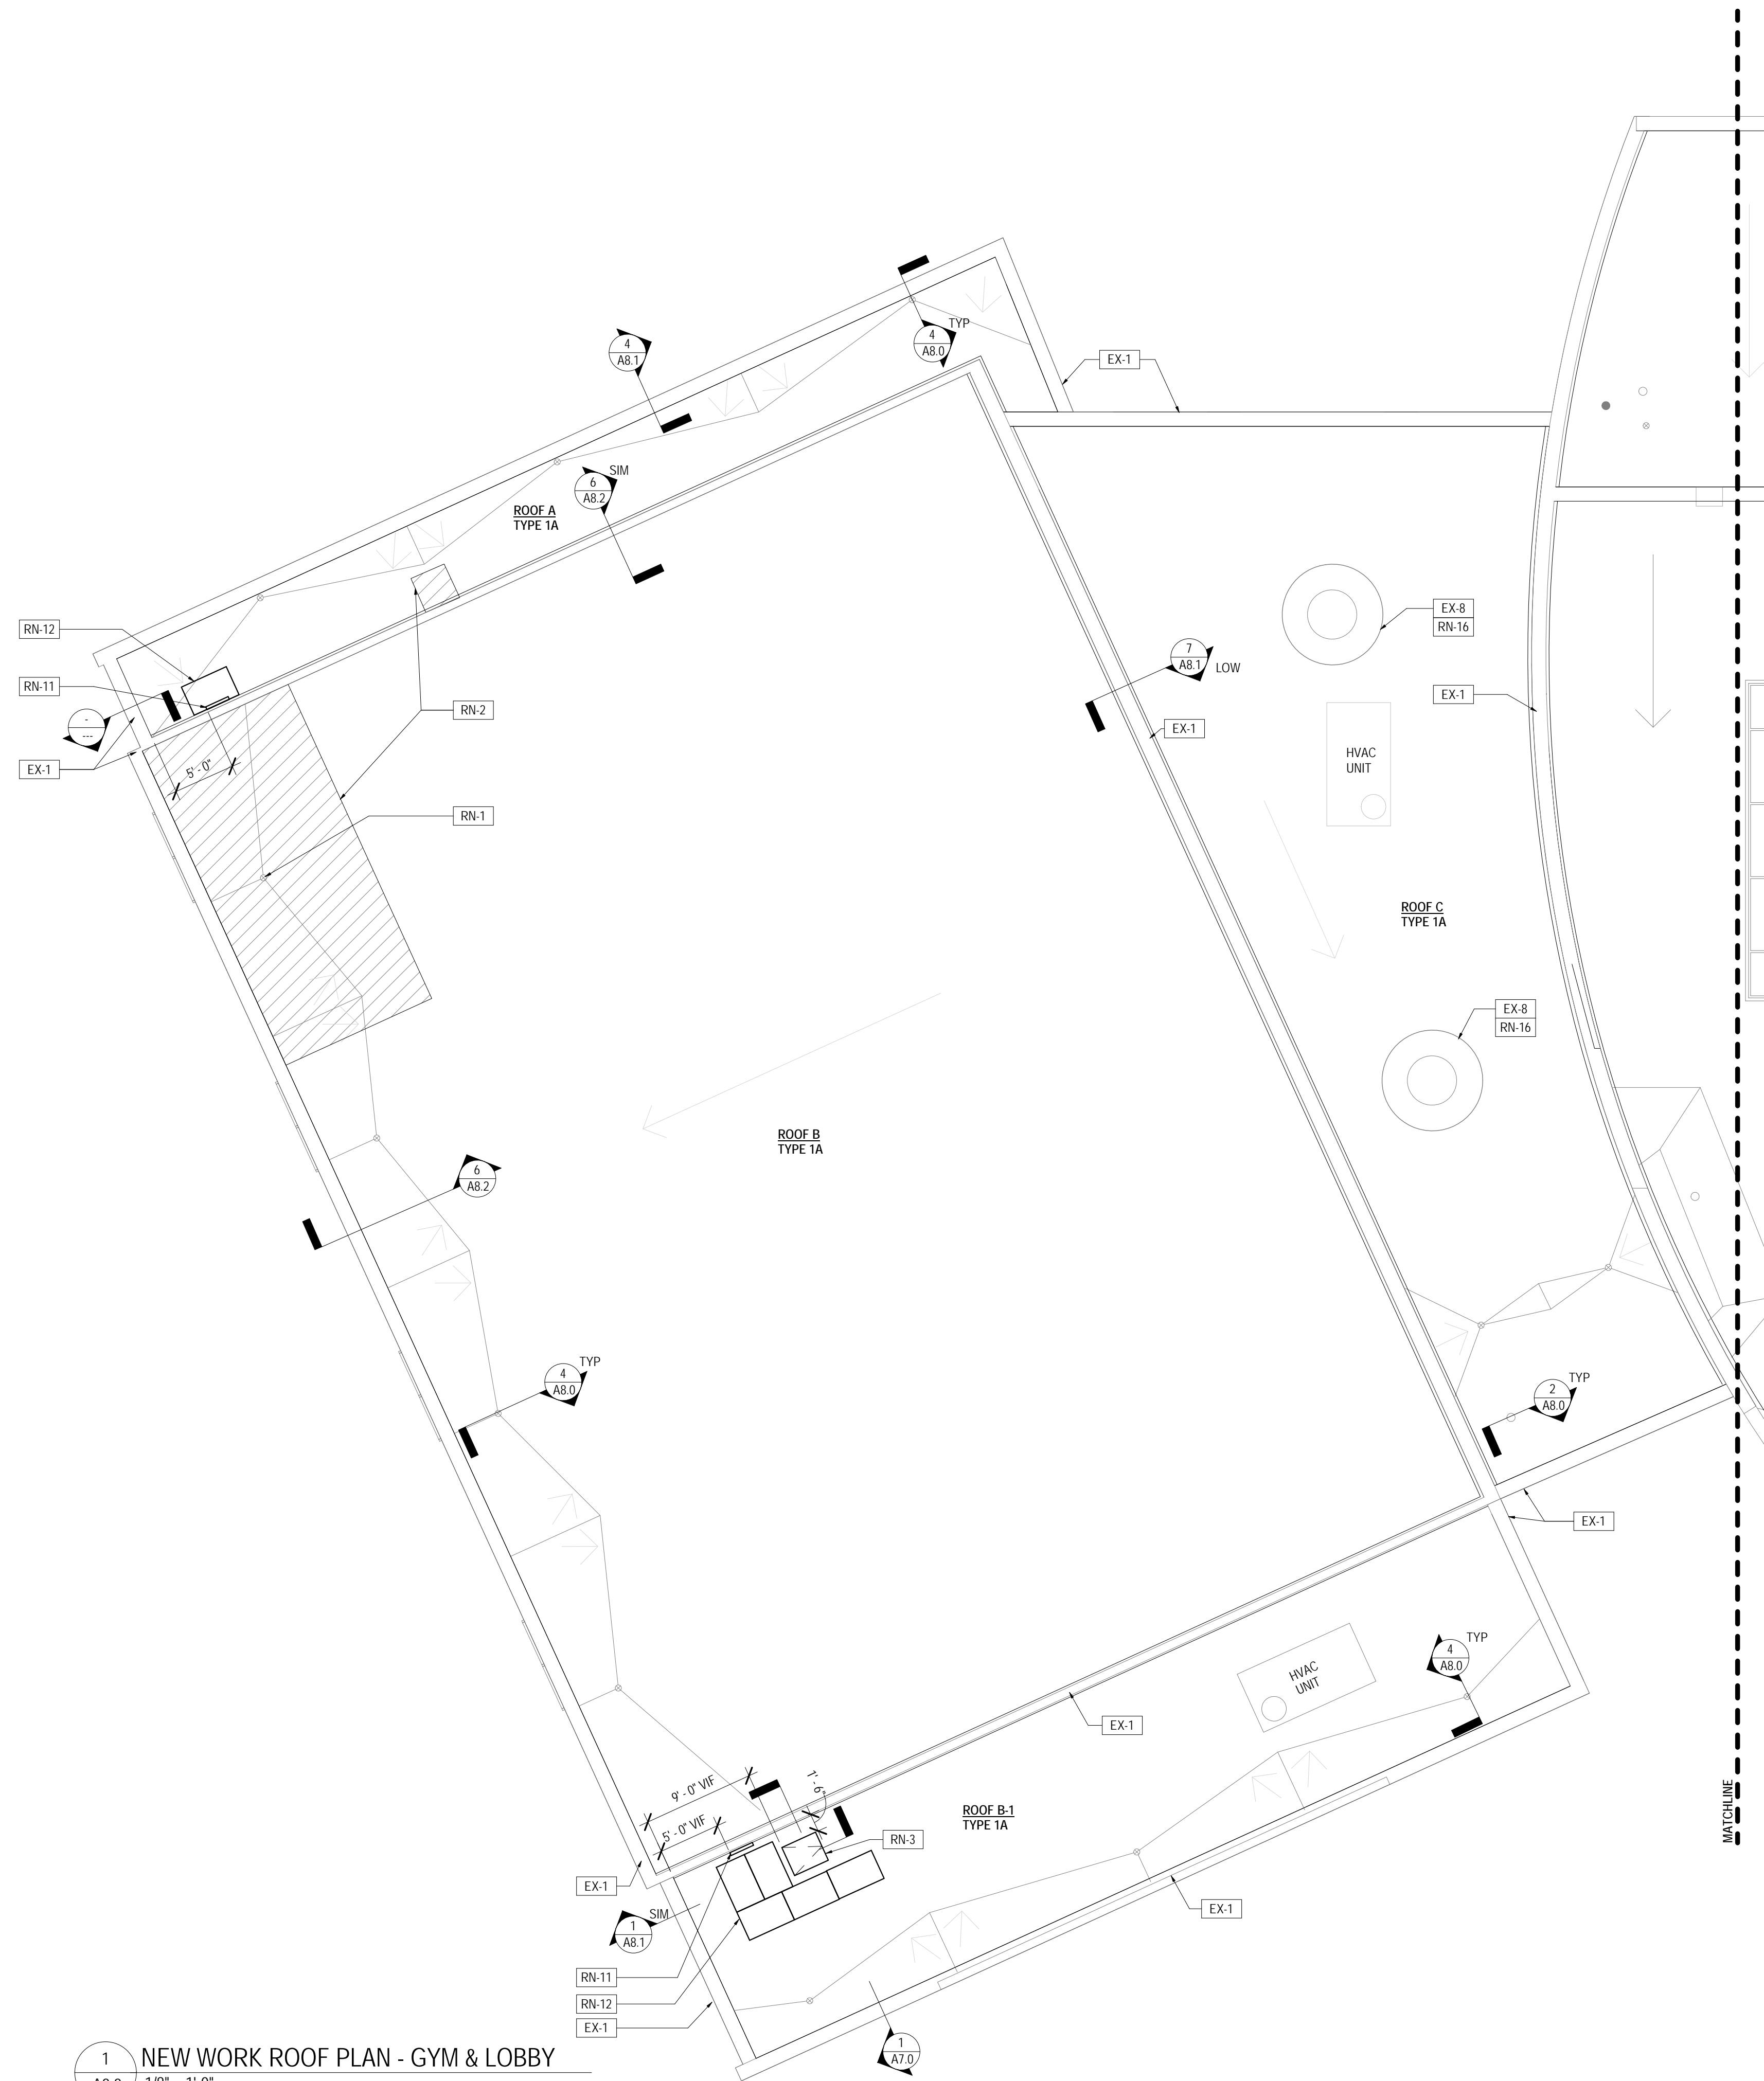 4
A8.1
4
A8.0
TYP
EX-1
6
A8.2
SIM
ROOF A
TYPE 1A
RN-12
RN-11
-
---
EX-1
5' - 0"
RN-2
RN-1
7
A8.1
LOW
EX-1
EX-8
RN-16
EX-1
HVAC
UNIT
ROOF C
TYPE 1A
EX-8
RN-16
ROOF B
TYPE 1A
6
A8.2
4
A8.0
TYP
2
A8.0
TYP
EX-1
4
A8.0
TYP
HVAC
UNIT
EX-1
9' - 0" VIF
5' - 0" VIF
1' - 6"
ROOF B-1
TYPE 1A
RN-3
MATCHLINE
EX-1
EX-1
1
A8.1
SIM
RN-11
RN-12
EX-1
1
A7.0
1
NEW WORK ROOF PLAN - GYM & LOBBY